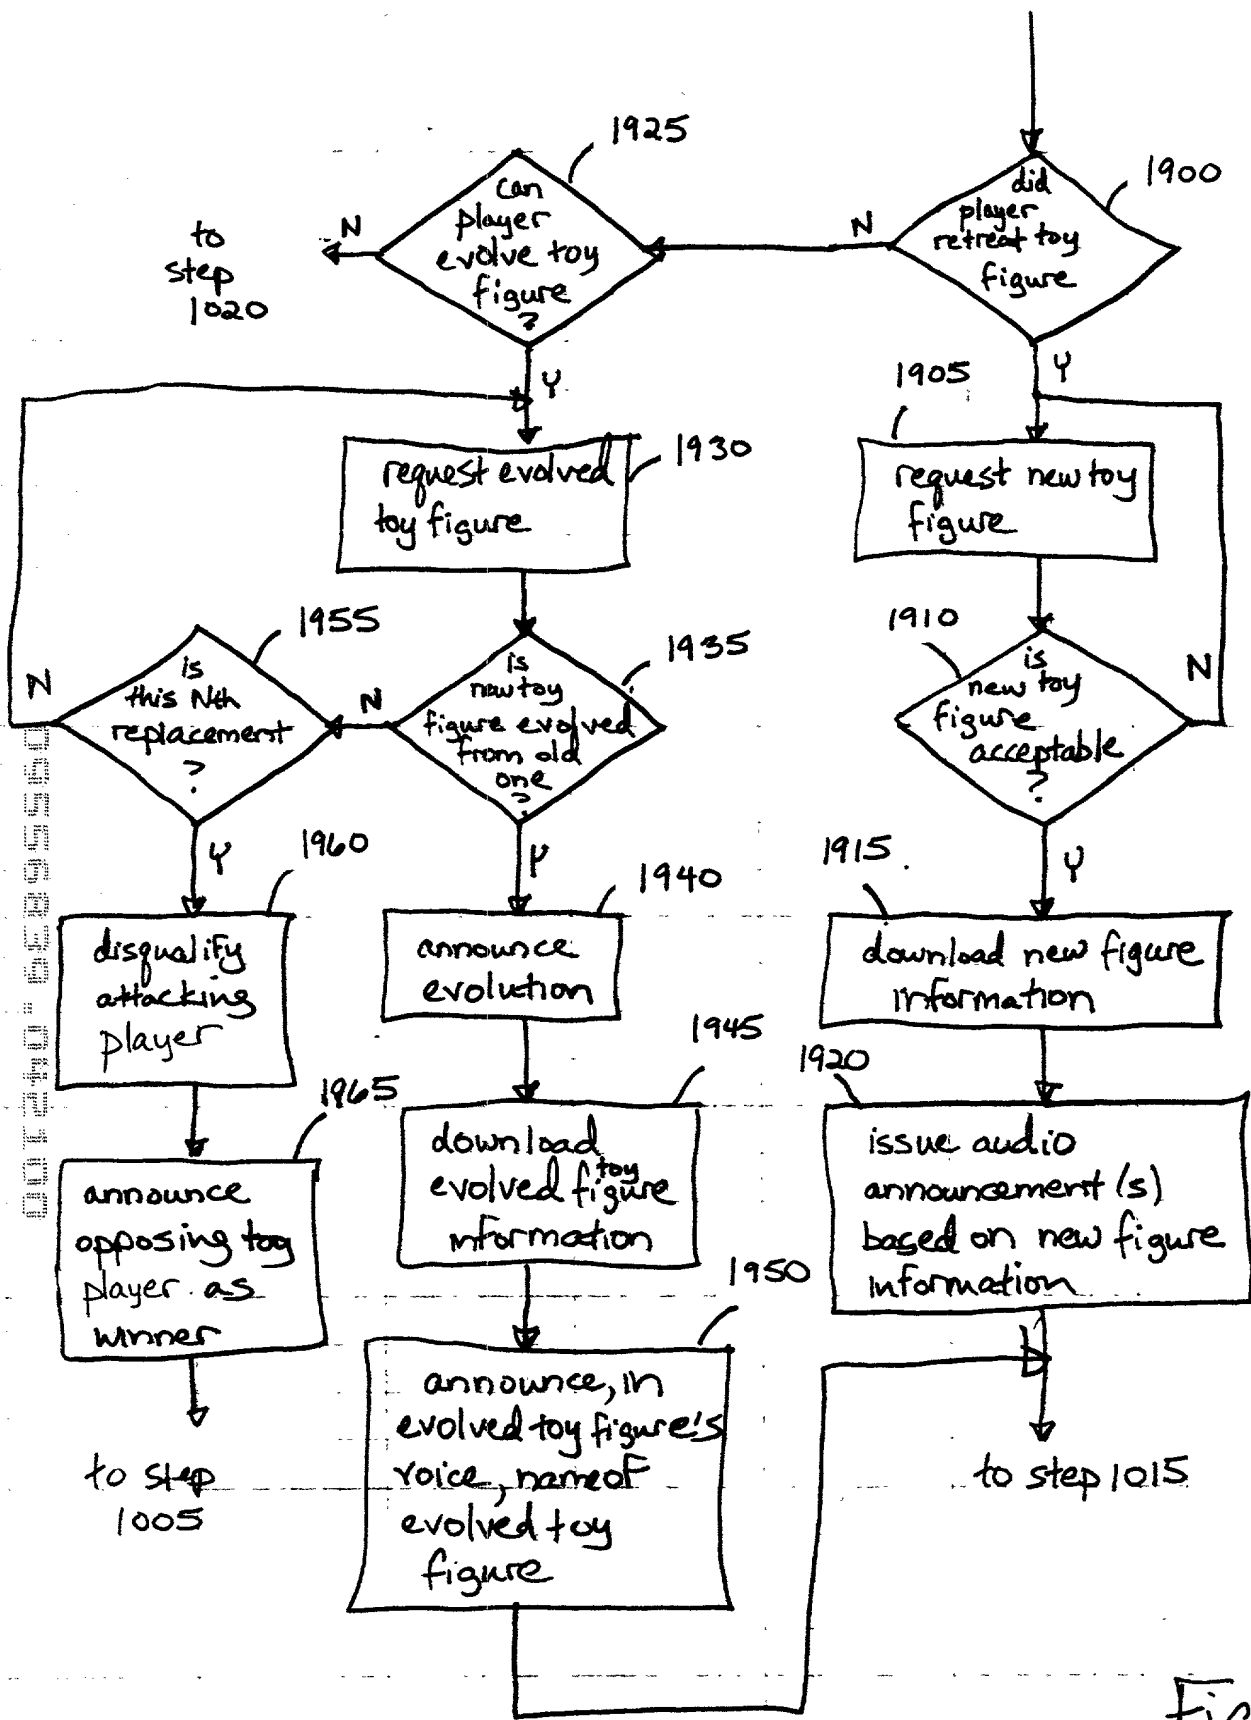 1925
can
player
evolve toy
figure
?
N
to
step
1020
Y
1900
did
player
retreat toy
figure
N
Y
1905
request new toy
figure
1930
request evolved
toy figure
1910
is
new toy
figure
acceptable
?
N
Y
1935
is
new toy
figure evolved
from old
one
?
N
Y
1955
is
this Nth
replacement
?
N
Y
1960
disqualify
attacking
player
1965
announce
opposing toy
player as
winner
to step
1005
1940
announce
evolution
1945
download
toy
evolved figure
information
1950
announce, in
evolved toy figure's
voice, name of
evolved toy
figure
1915
download new figure
information
1920
issue audio
announcement(s)
based on new figure
information
to step 1015